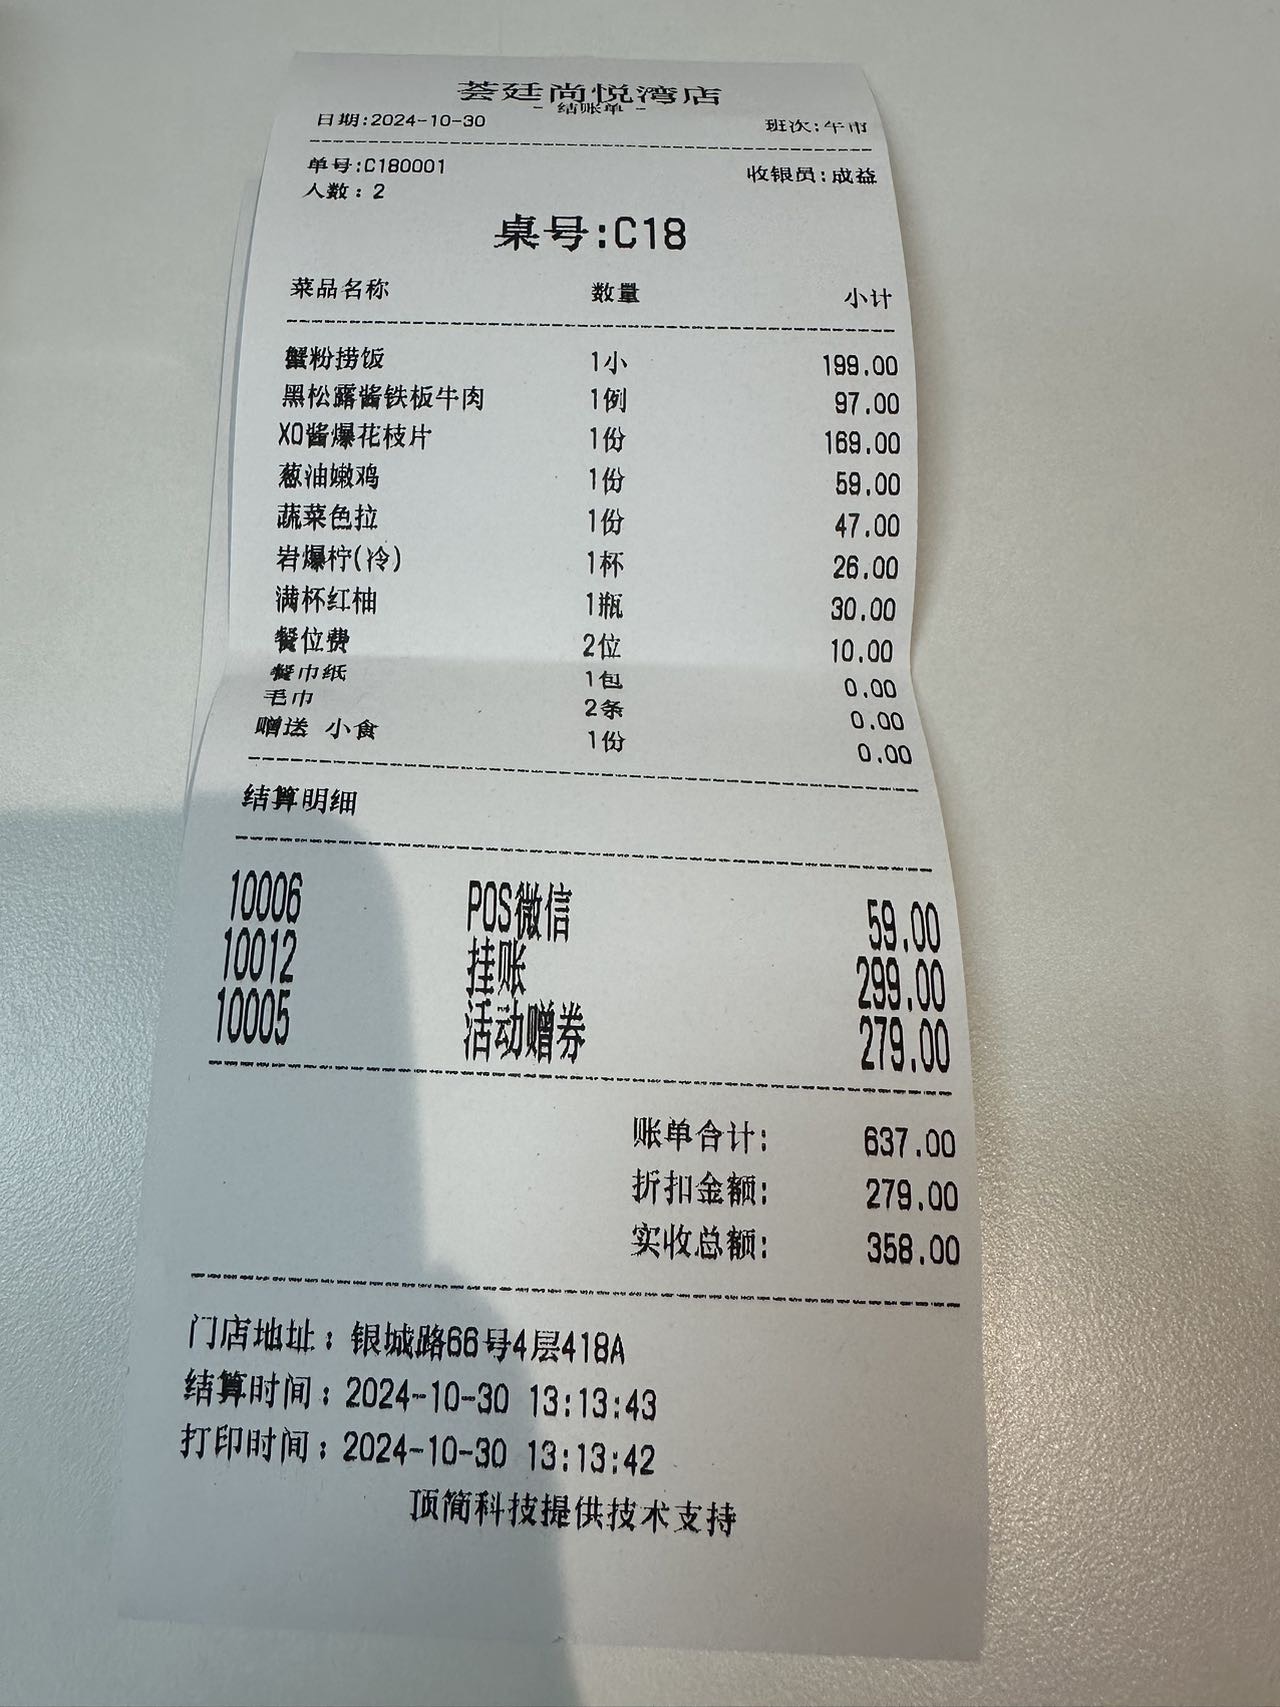 荟廷尚悦湾店
- 结账单 -
日期:2024-10-30 班次:午市
单号:C180001 收银员:成益
人数: 2
桌号:C18
菜品名称 数量 小计
蟹粉捞饭 1小 199.00
黑松露酱铁板牛肉 1例 97.00
XO酱爆花枝片 1份 169.00
葱油嫩鸡 1份 59.00
蔬菜色拉 1份 47.00
岩爆柠(冷) 1杯 26.00
满杯红柚 1瓶 30.00
餐位费 2位 10.00
餐巾纸 1包 0.00
毛巾 2条 0.00
赠送 小食 1份 0.00
结算明细
10006 POS微信 59.00
10012 挂账 299.00
10005 活动赠券 279.00
账单合计: 637.00
折扣金额: 279.00
实收总额: 358.00
门店地址: 银城路66号4层418A
结算时间: 2024-10-30 13:13:43
打印时间: 2024-10-30 13:13:42
顶简科技提供技术支持